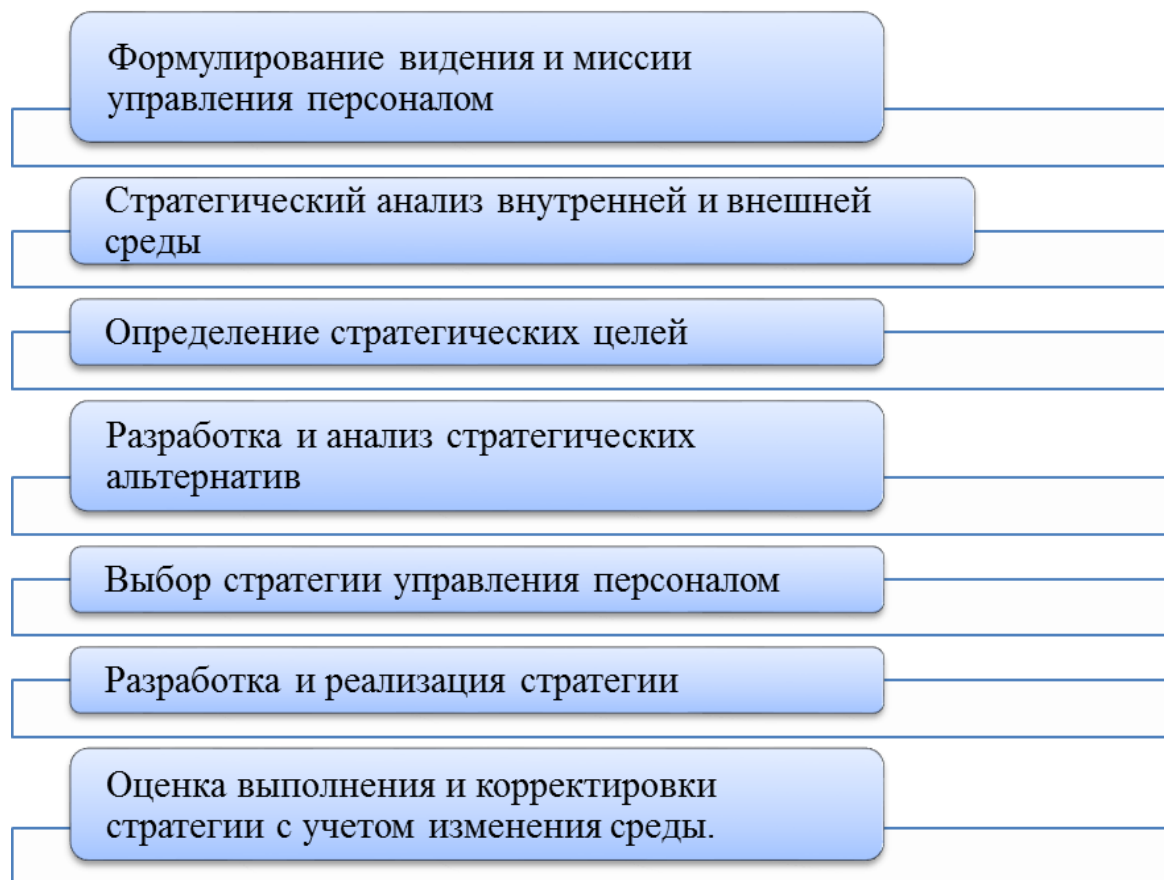 Формулирование видения и миссии
управления персоналом
Стратегический анализ внутренней и внешней
среды
Определение стратегических целей
Разработка и анализ стратегических
альтернатив
Выбор стратегии управления персоналом
Разработка и реализация стратегии
Оценка выполнения и корректировки
стратегии с учетом изменения среды.